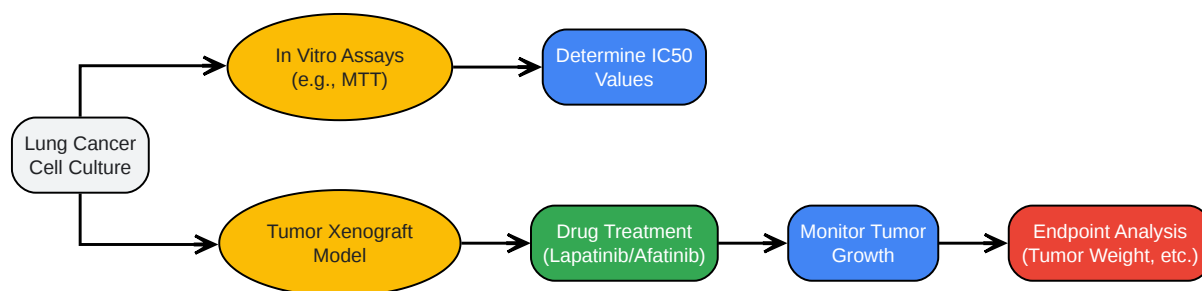 In Vitro Assays
(e.g., MTT)
Determine IC50
Values
Lung Cancer
Cell Culture
Tumor Xenograft
Model
Drug Treatment
(Lapatinib/Afatinib)
Monitor Tumor
Growth
Endpoint Analysis
(Tumor Weight, etc.)